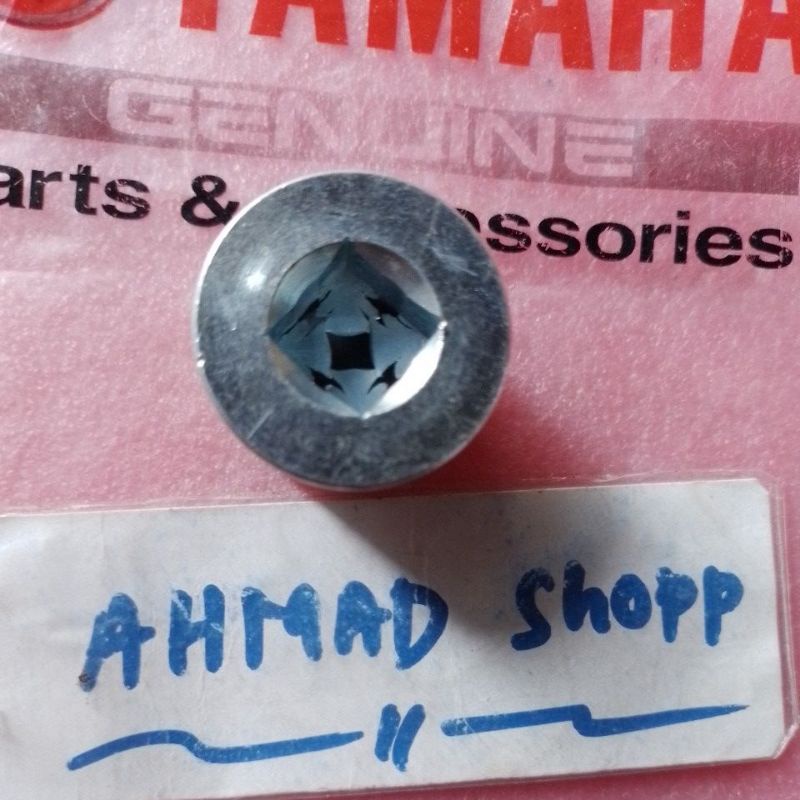 YAMAHA
GENUINE
arts & essories
AHMAD Shopp